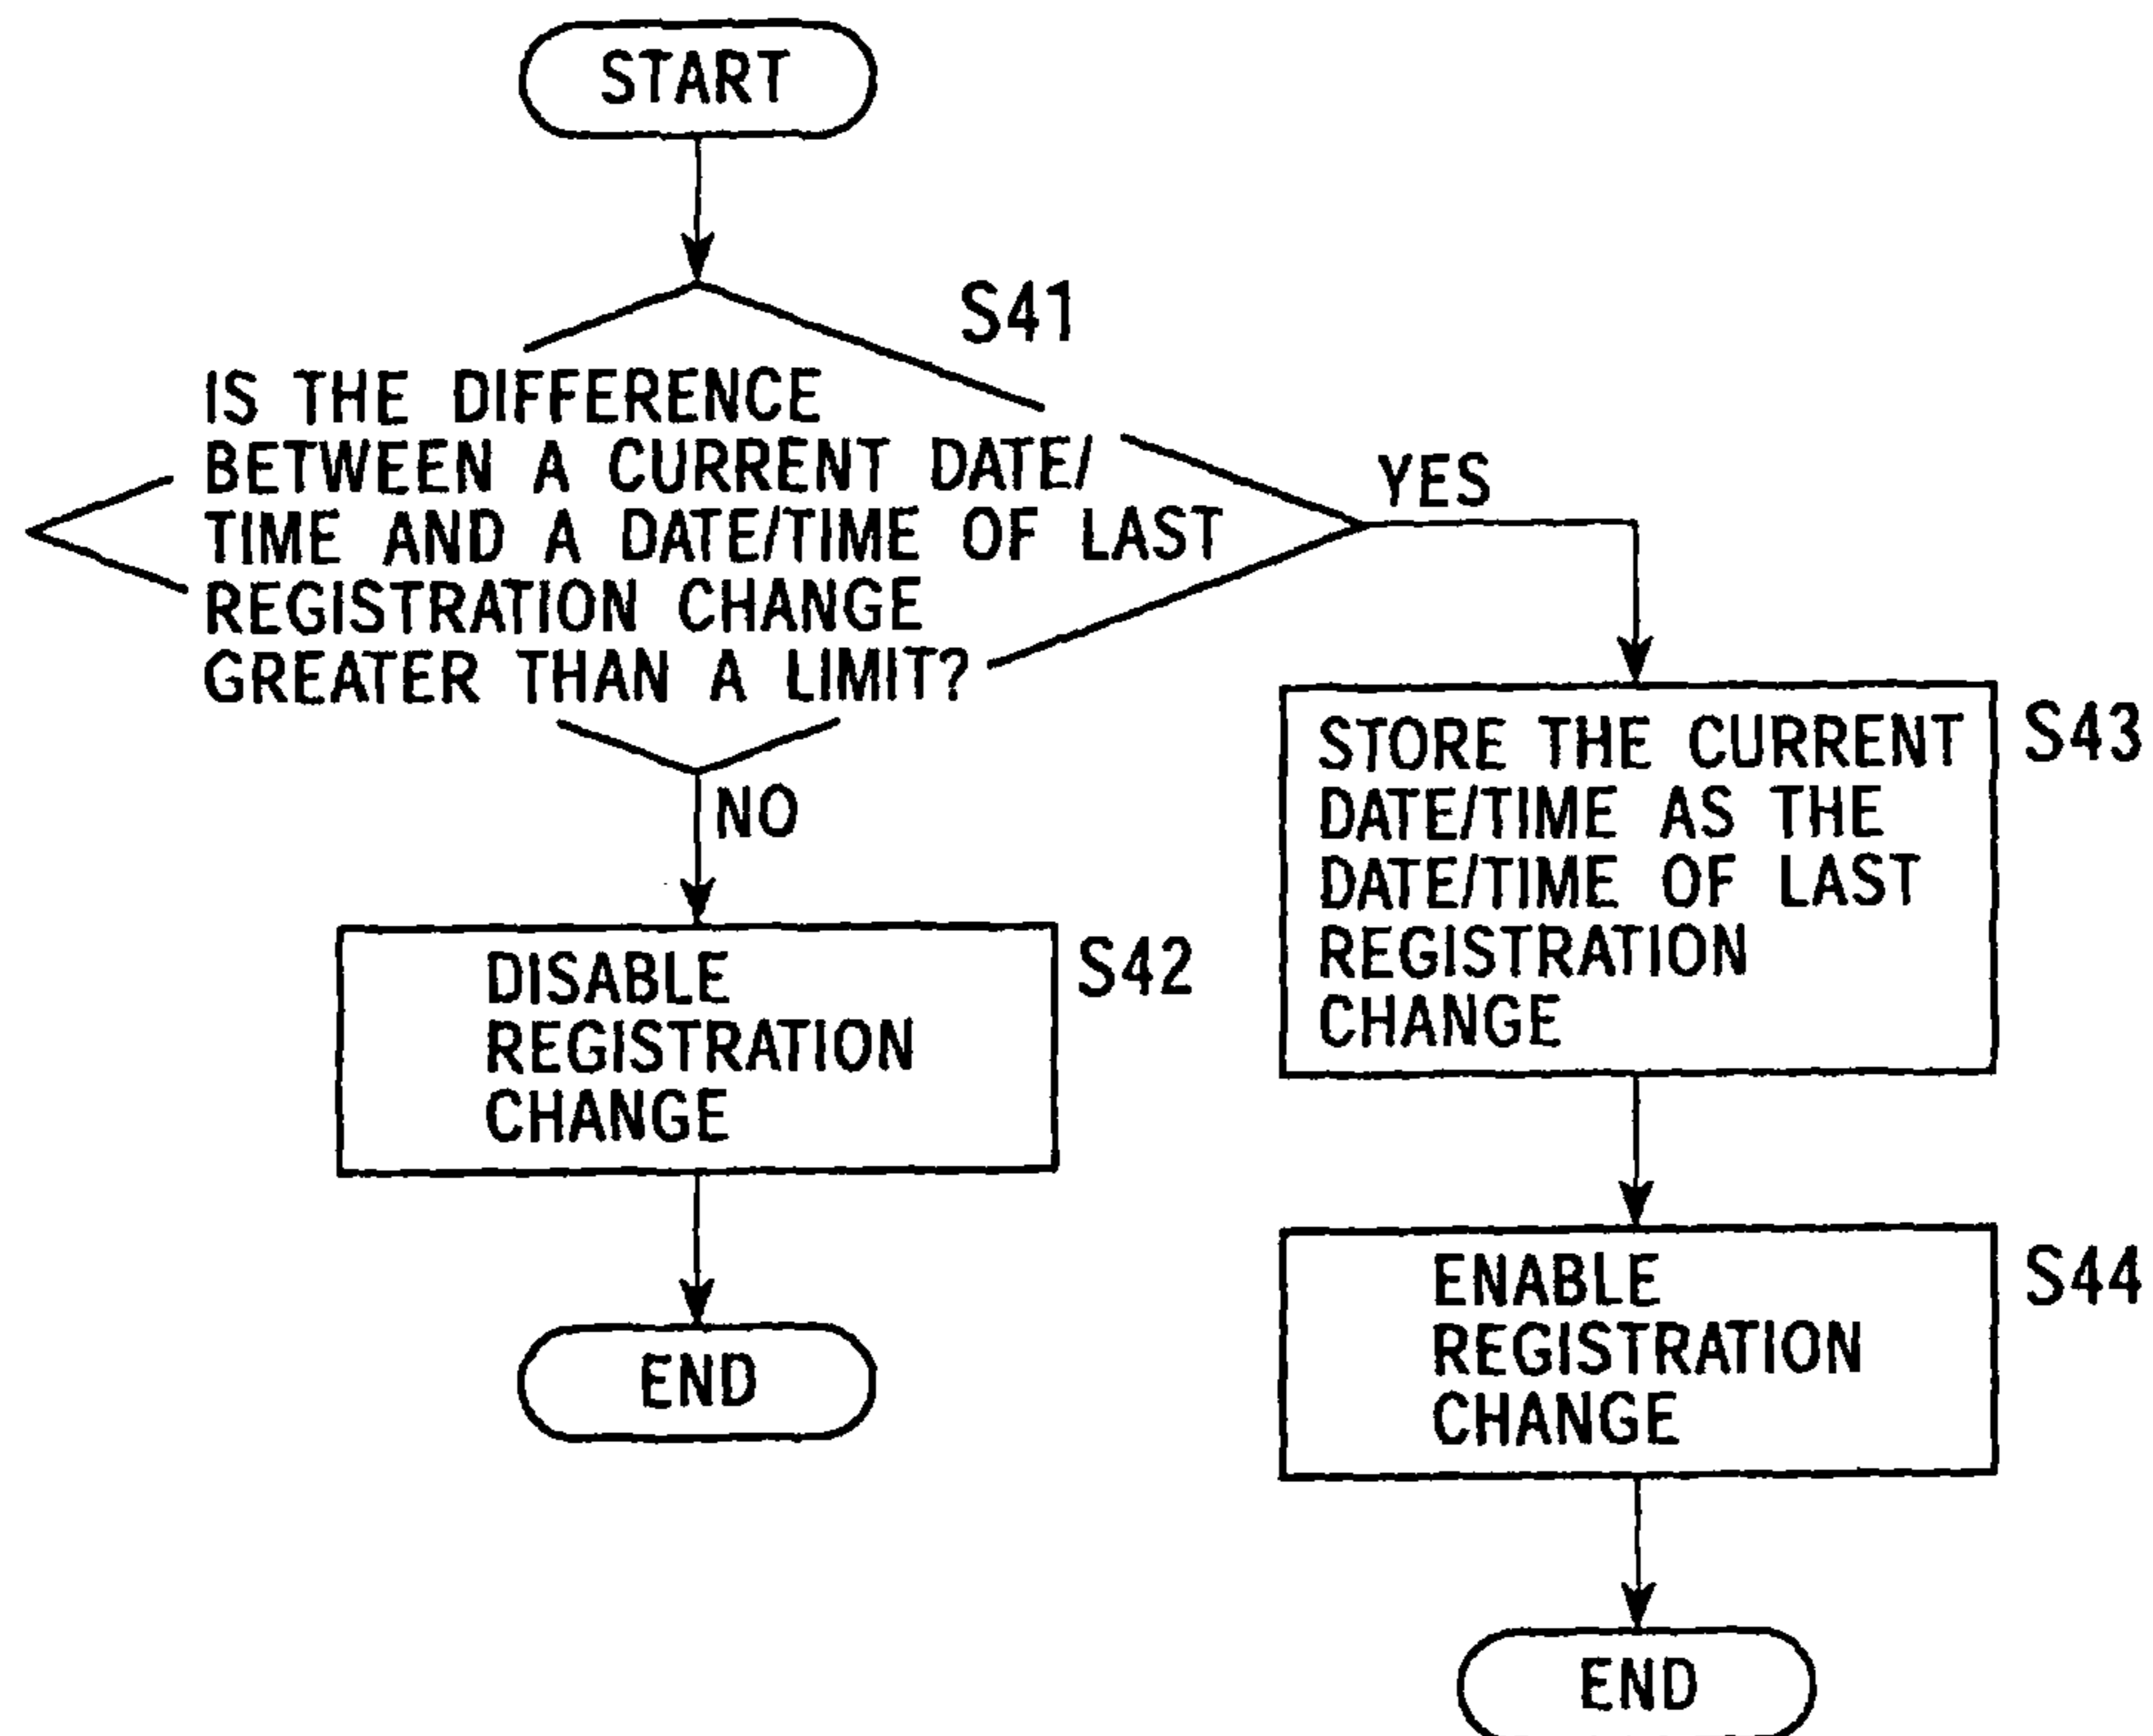 START
S41
IS THE DIFFERENCE
BETWEEN A CURRENT DATE/
TIME AND A DATE/TIME OF LAST
REGISTRATION CHANGE
GREATER THAN A LIMIT?
YES
NO
S42
DISABLE
REGISTRATION
CHANGE
END
S43
STORE THE CURRENT
DATE/TIME AS THE
DATE/TIME OF LAST
REGISTRATION
CHANGE
S44
ENABLE
REGISTRATION
CHANGE
END